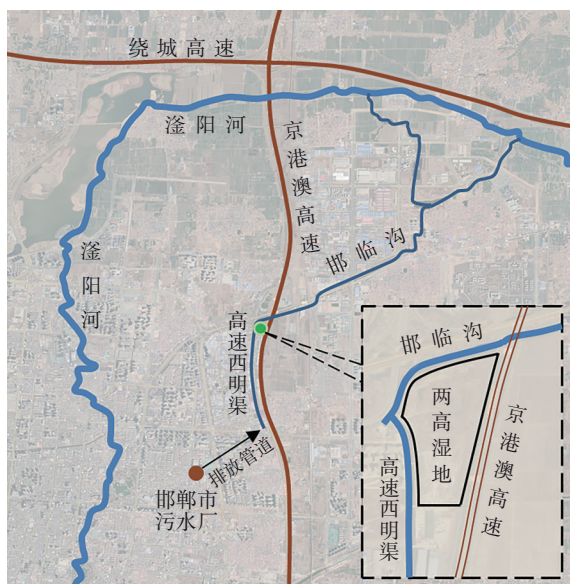 绕城高速
滏阳河
京港澳高速
滏阳河
邯临沟
高速西明渠
排放管道
邯郸市
污水厂
邯临沟
两高湿地
京港澳高速
高速西明渠